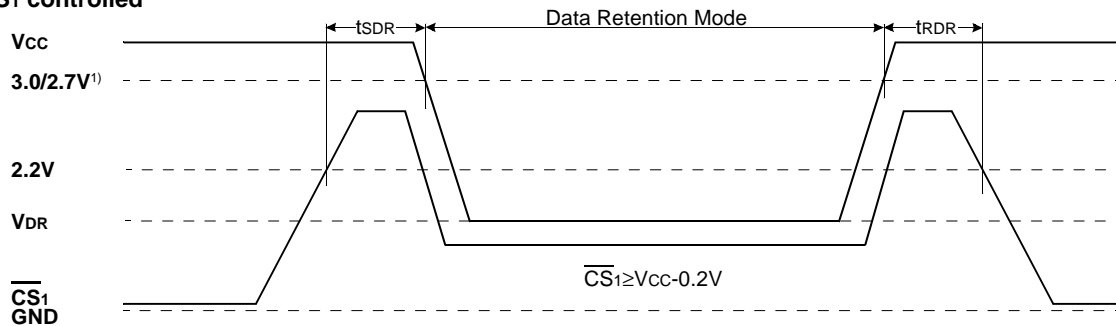 S1 controlled
tSDR Data Retention Mode tRDR
VCC
3.0/2.7V1)
2.2V
VDR
CS1≥VCC-0.2V
CS1
GND